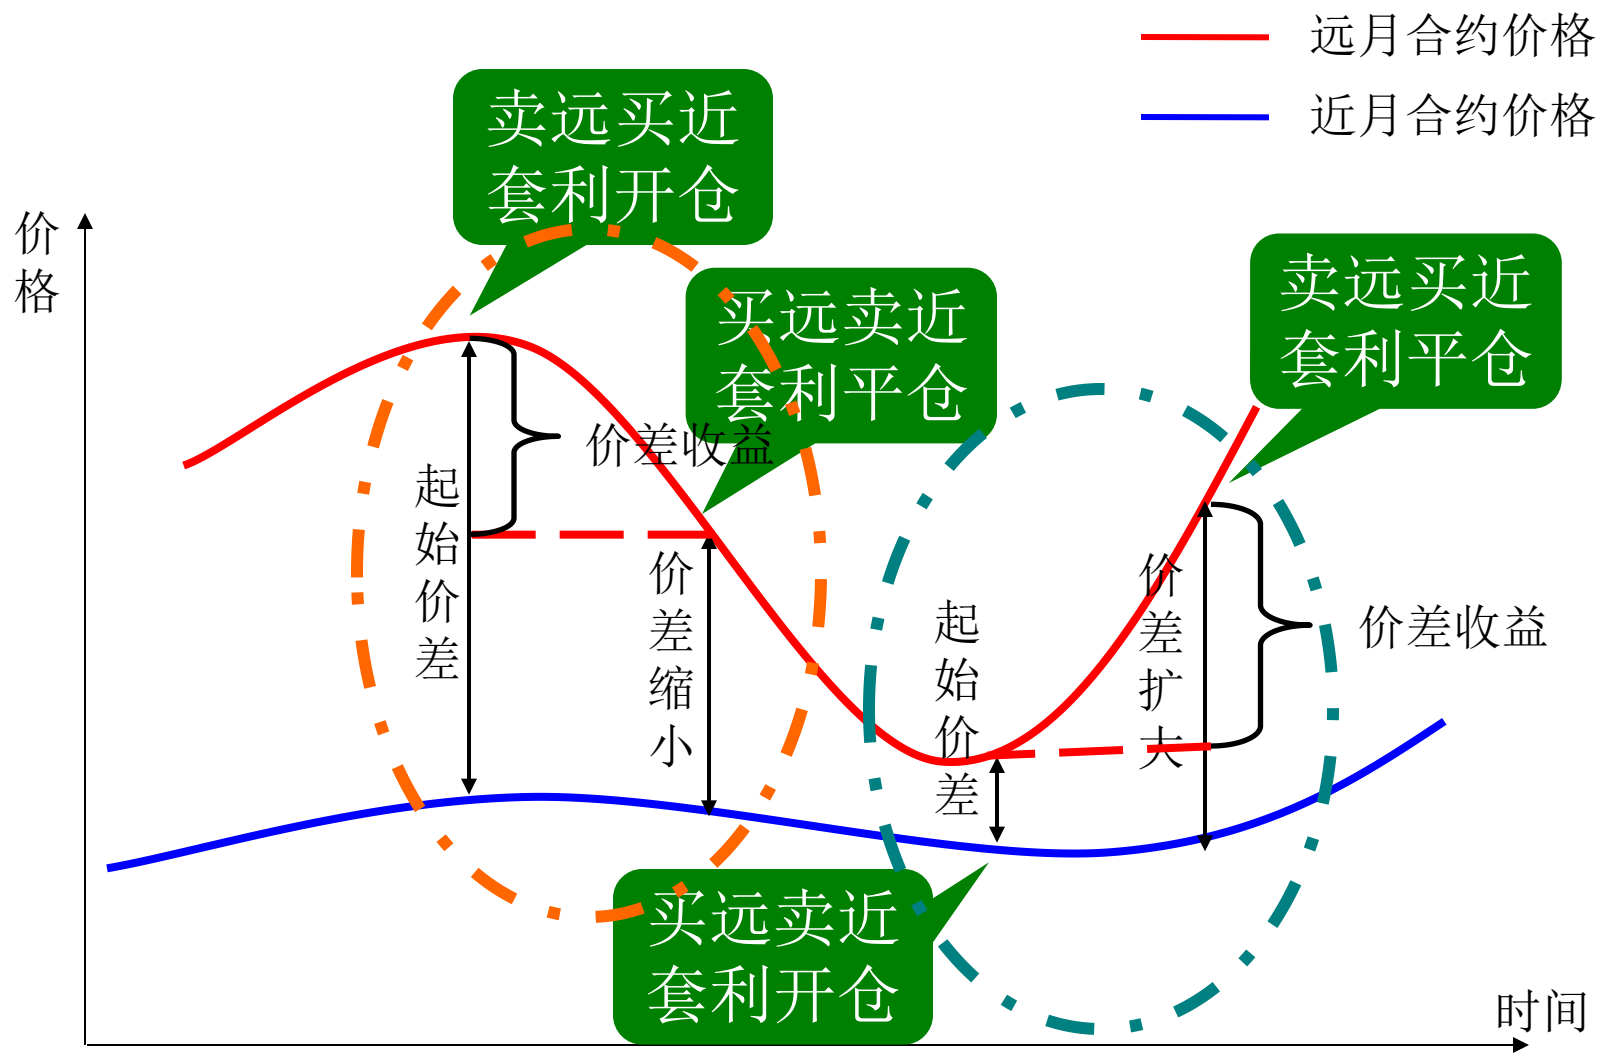 远月合约价格
近月合约价格
卖远买近
套利开仓
价格
买远卖近
套利平仓
卖远买近
套利平仓
价差收益
起始价差
价差缩小
起始价差
价差扩大
价差收益
买远卖近
套利开仓
时间